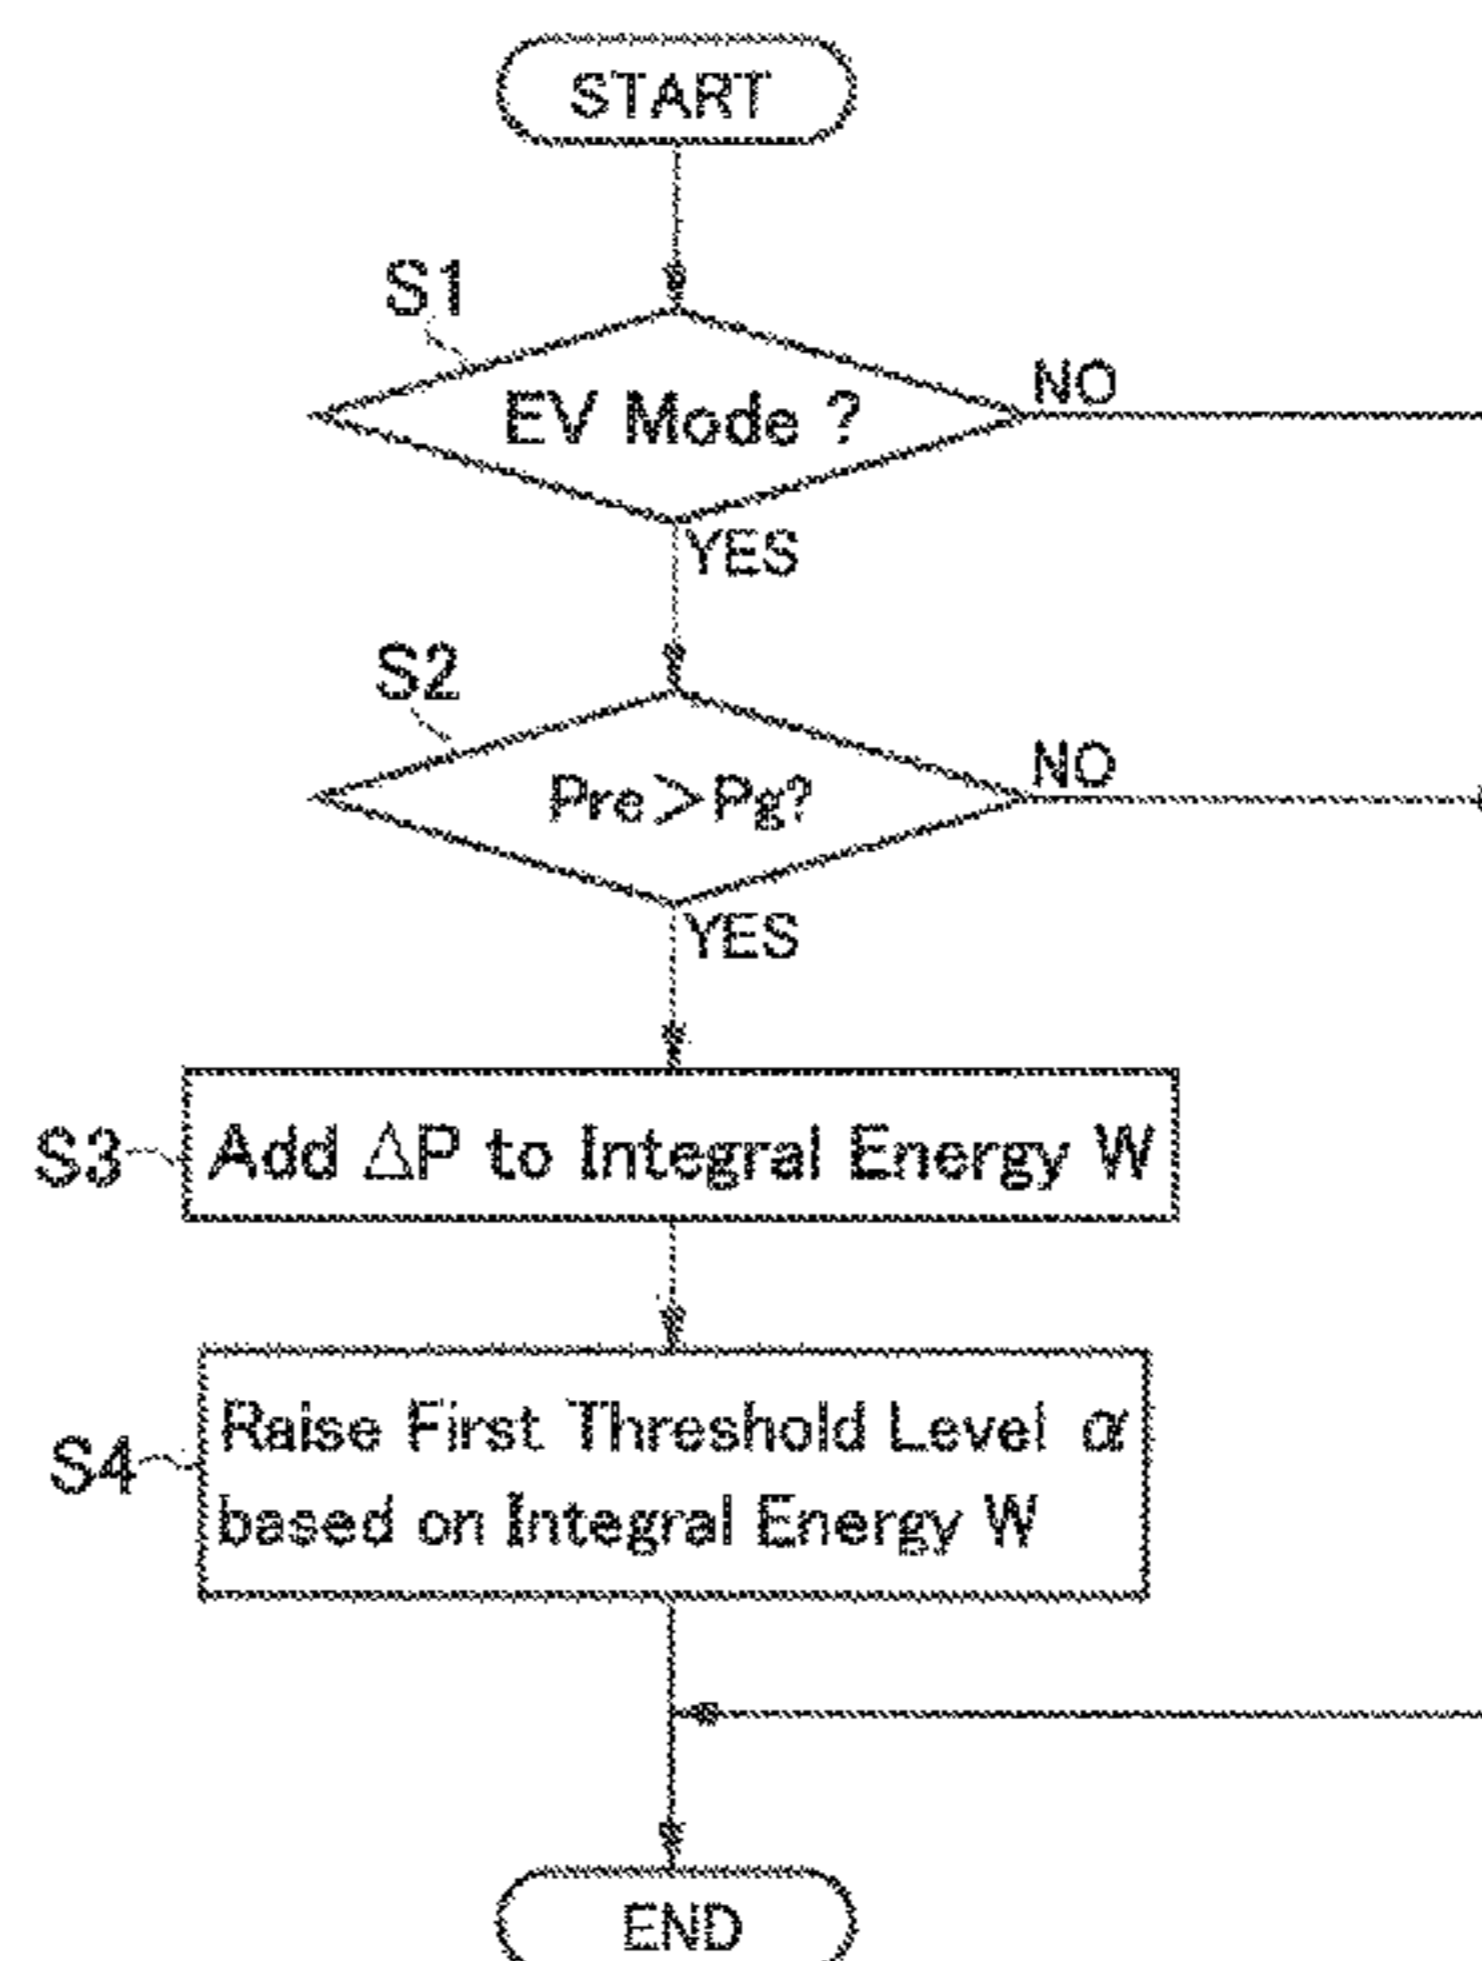 START
S1
EV Mode ?
NO
YES
S2
Pre>Pg?
NO
YES
S3
Add ΔP to Integral Energy W
S4
Raise First Threshold Level α
based on Integral Energy W
END